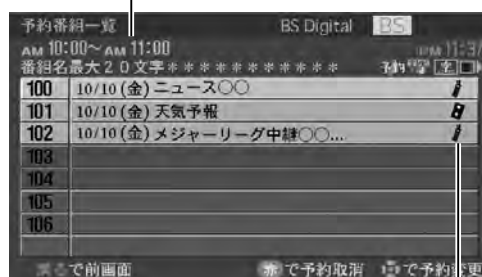 予約番組一覧 BS Digital BS
AM 10:00～AM 11:00
番組名最大２０文字＊＊＊＊＊＊＊＊＊＊＊＊ 予約
100 10/10(金)ニュース○○
101 10/10(金)天気予報
102 10/10(金)メジャーリーグ中継○○...
103
104
105
106
で前画面 赤 で予約取消 で予約変更